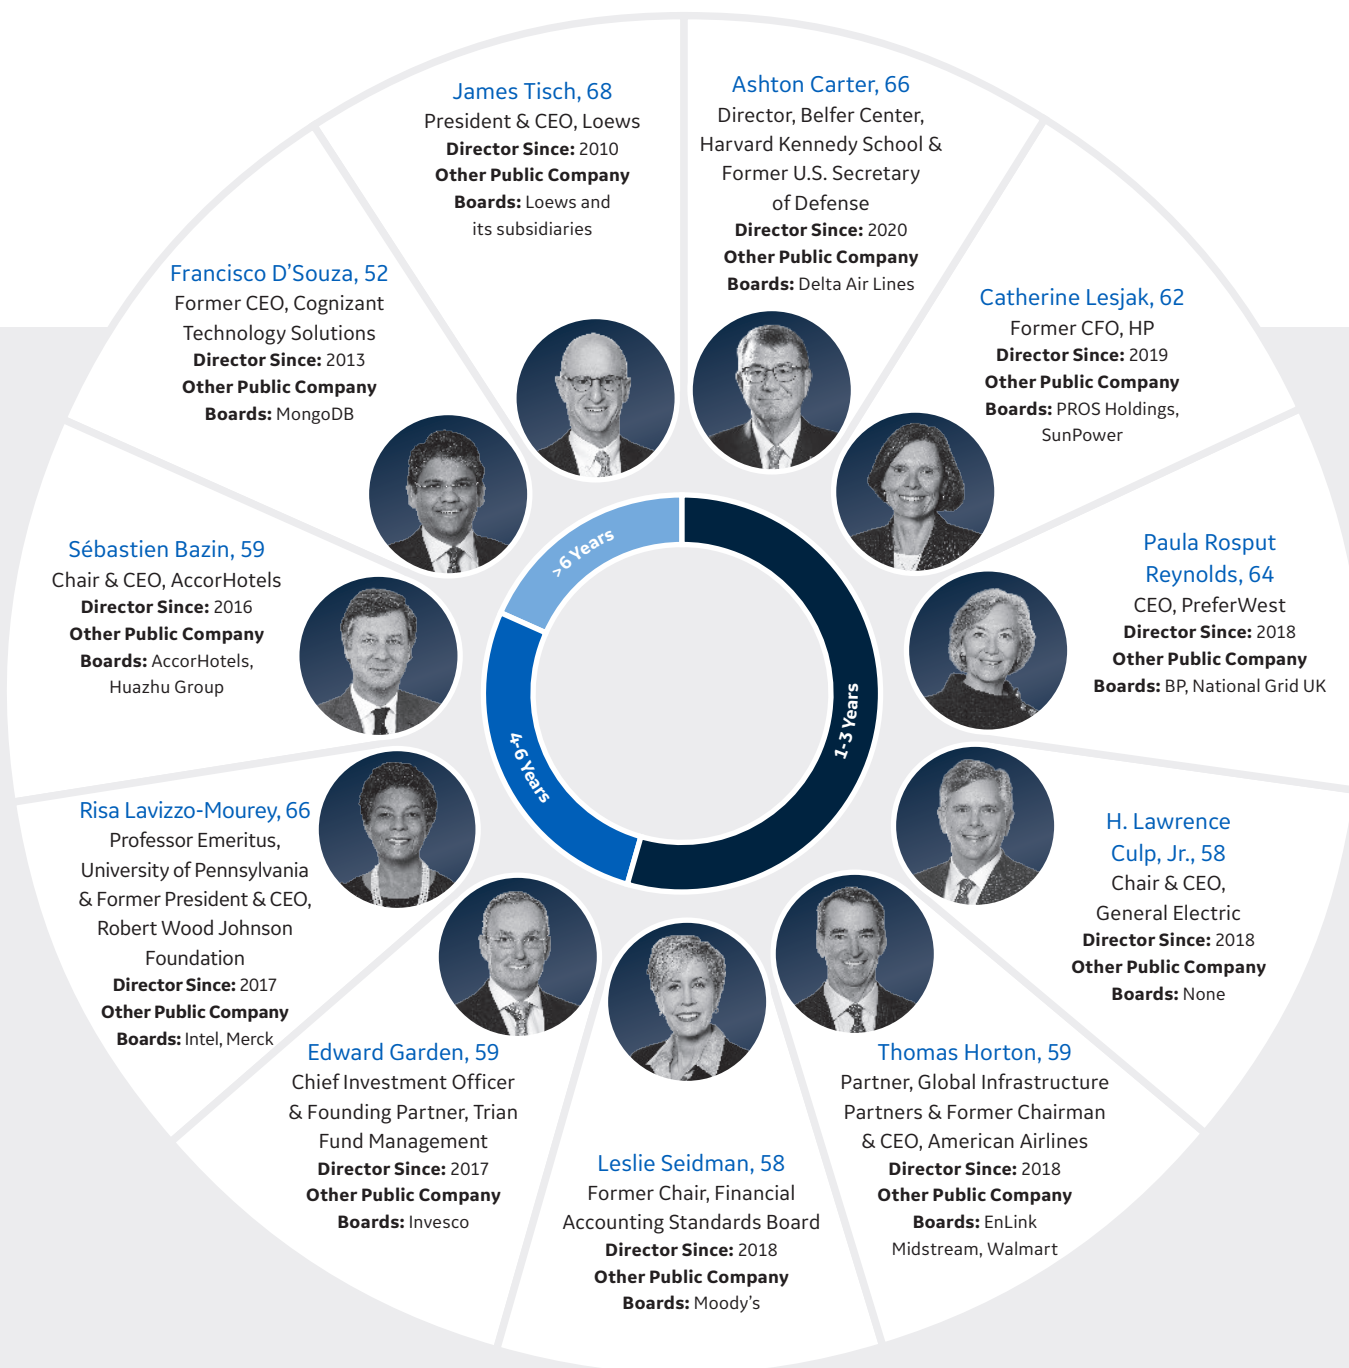 James Tisch, 68
President & CEO, Loews
Director Since: 2010
Other Public Company
Boards: Loews and
its subsidiaries
Ashton Carter, 66
Director, Belfer Center,
Harvard Kennedy School &
Former U.S. Secretary
of Defense
Director Since: 2020
Other Public Company
Boards: Delta Air Lines
Catherine Lesjak, 62
Former CFO, HP
Director Since: 2019
Other Public Company
Boards: PROS Holdings,
SunPower
Paula Rosput
Reynolds, 64
CEO, PreferWest
Director Since: 2018
Other Public Company
Boards: BP, National Grid UK
H. Lawrence
Culp, Jr., 58
Chair & CEO,
General Electric
Director Since: 2018
Other Public Company
Boards: None
Thomas Horton, 59
Partner, Global Infrastructure
Partners & Former Chairman
& CEO, American Airlines
Director Since: 2018
Other Public Company
Boards: EnLink
Midstream, Walmart
Leslie Seidman, 58
Former Chair, Financial
Accounting Standards Board
Director Since: 2018
Other Public Company
Boards: Moody's
Edward Garden, 59
Chief Investment Officer
& Founding Partner, Trian
Fund Management
Director Since: 2017
Other Public Company
Boards: Invesco
Risa Lavizzo-Mourey, 66
Professor Emeritus,
University of Pennsylvania
& Former President & CEO,
Robert Wood Johnson
Foundation
Director Since: 2017
Other Public Company
Boards: Intel, Merck
Sébastien Bazin, 59
Chair & CEO, AccorHotels
Director Since: 2016
Other Public Company
Boards: AccorHotels,
Huazhu Group
Francisco D'Souza, 52
Former CEO, Cognizant
Technology Solutions
Director Since: 2013
Other Public Company
Boards: MongoDB
>6 Years
1-3 Years
4-6 Years